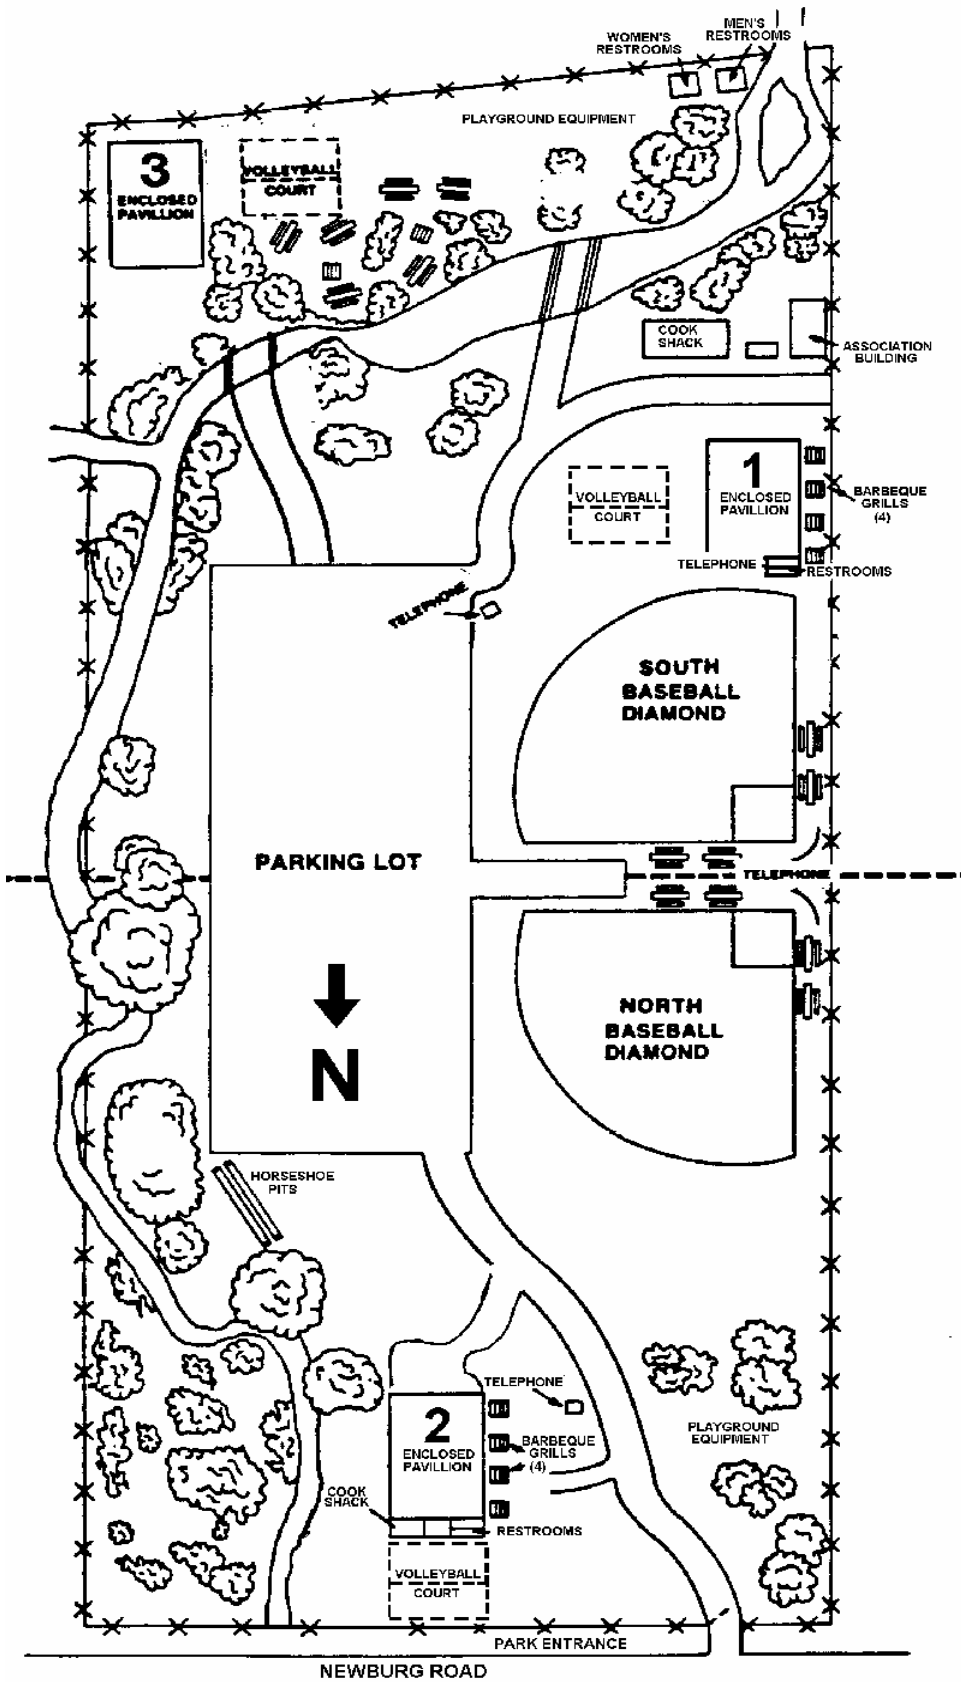 MEN'S
RESTROOMS
WOMEN'S
RESTROOMS
PLAYGROUND EQUIPMENT
3
ENCLOSED
PAVILLION
VOLLEYBALL
COURT
COOK
SHACK
ASSOCIATION
BUILDING
1
ENCLOSED
PAVILLION
VOLLEYBALL
COURT
BARBEQUE
GRILLS
(4)
TELEPHONE
RESTROOMS
TELEPHONE
SOUTH
BASEBALL
DIAMOND
PARKING LOT
TELEPHONE
N
NORTH
BASEBALL
DIAMOND
HORSESHOE
PITS
TELEPHONE
2
ENCLOSED
PAVILLION
BARBEQUE
GRILLS
(4)
PLAYGROUND
EQUIPMENT
COOK
SHACK
RESTROOMS
VOLLEYBALL
COURT
PARK ENTRANCE
NEWBURG ROAD